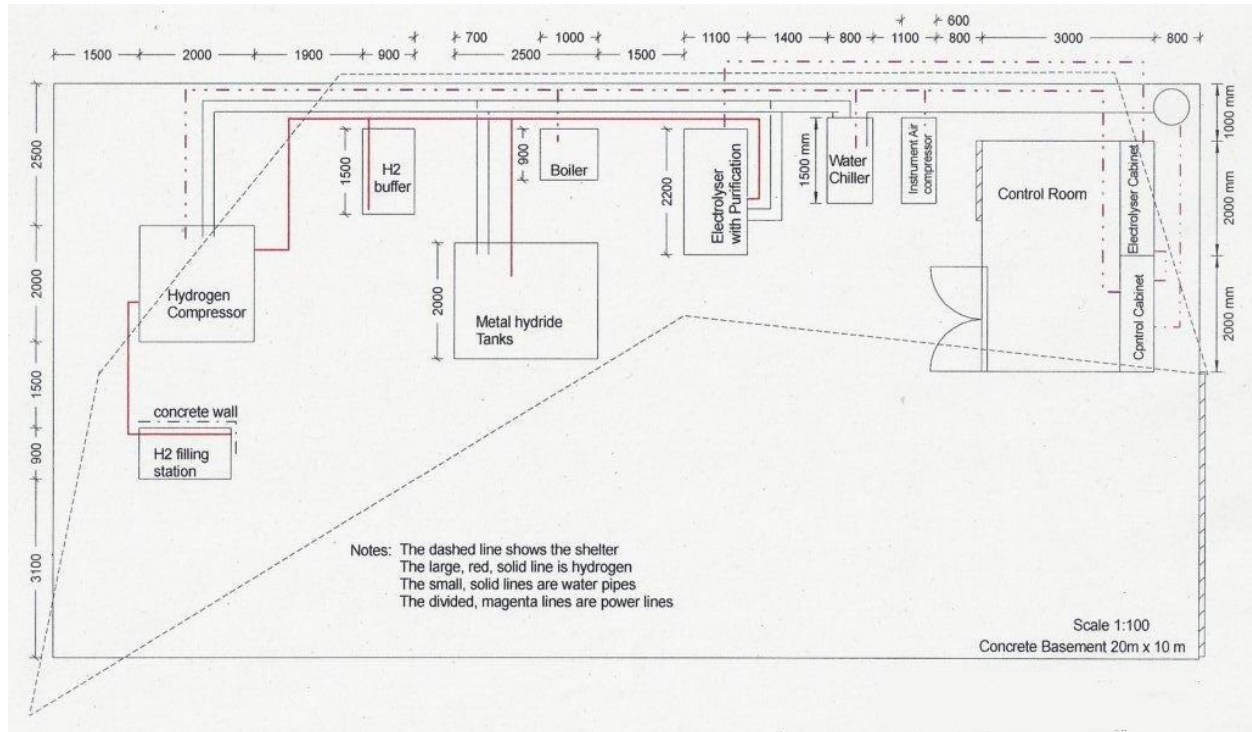 600
700
1000
1100
1500
2000
1900
900
2500
1500
1100
1400
800
1100
800
3000
800
2500
2000
1500
900
3100
1000 mm
2000 mm
2000 mm
1500
H2
buffer
900
Boiler
2200
Electrolyser
with Purification
1500 mm
Water
Chiller
Instrument Air
compressor
Control Room
Electrolyser Cabinet
Cpntrol Cabinet
Hydrogen
Compressor
2000
Metal hydride
Tanks
concrete wall
H2 filling
station
Notes: The dashed line shows the shelter
The large, red, solid line is hydrogen
The small, solid lines are water pipes
The divided, magenta lines are power lines
Scale 1:100
Concrete Basement 20m x 10 m